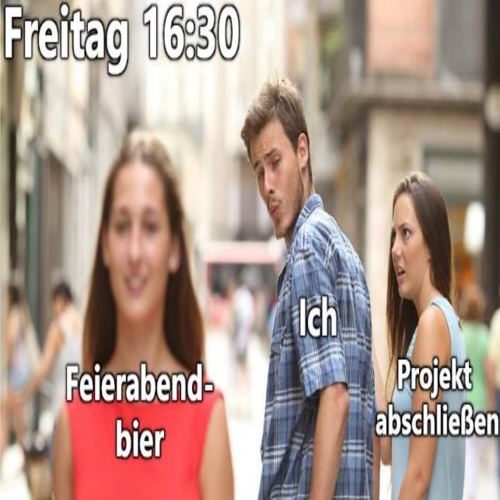 Freitag 16:30
Ich
Feierabend-
bier
Projekt
abschließen